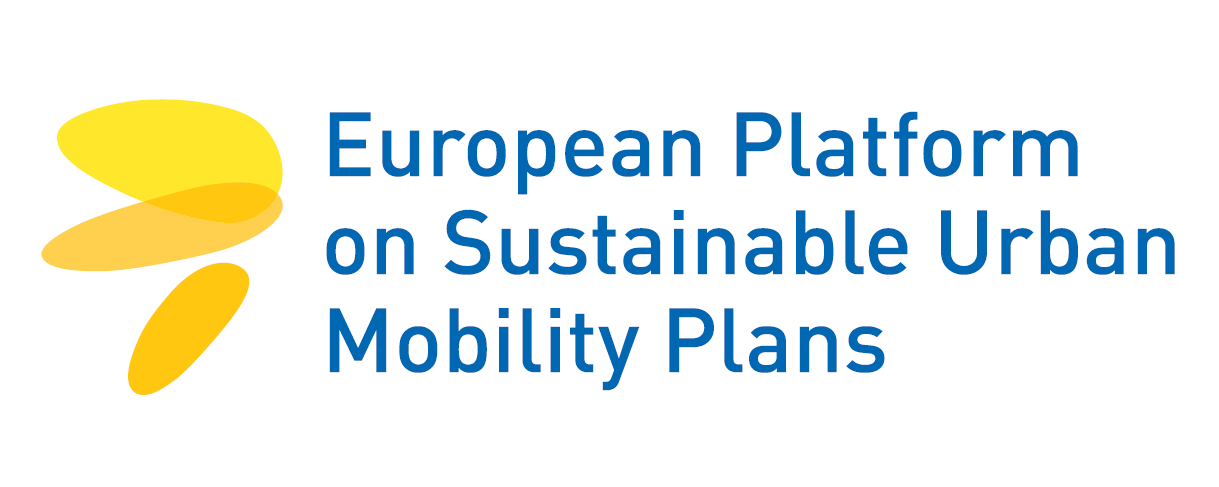 European Platform
on Sustainable Urban
Mobility Plans